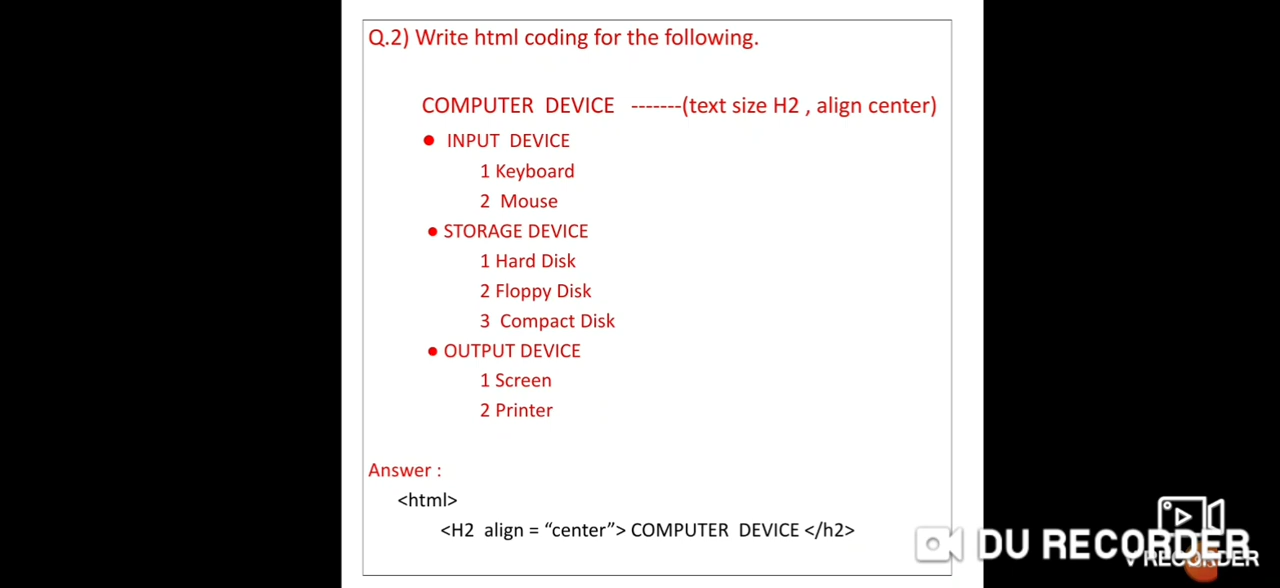 Q.2) Write html coding for the following.
COMPUTER DEVICE -------(text size H2 , align center)
● INPUT DEVICE
1 Keyboard
2 Mouse
● STORAGE DEVICE
1 Hard Disk
2 Floppy Disk
3 Compact Disk
● OUTPUT DEVICE
1 Screen
2 Printer
Answer :
<html>
<H2 align = “center”> COMPUTER DEVICE </h2>
DU RECORDER
V RECORDER